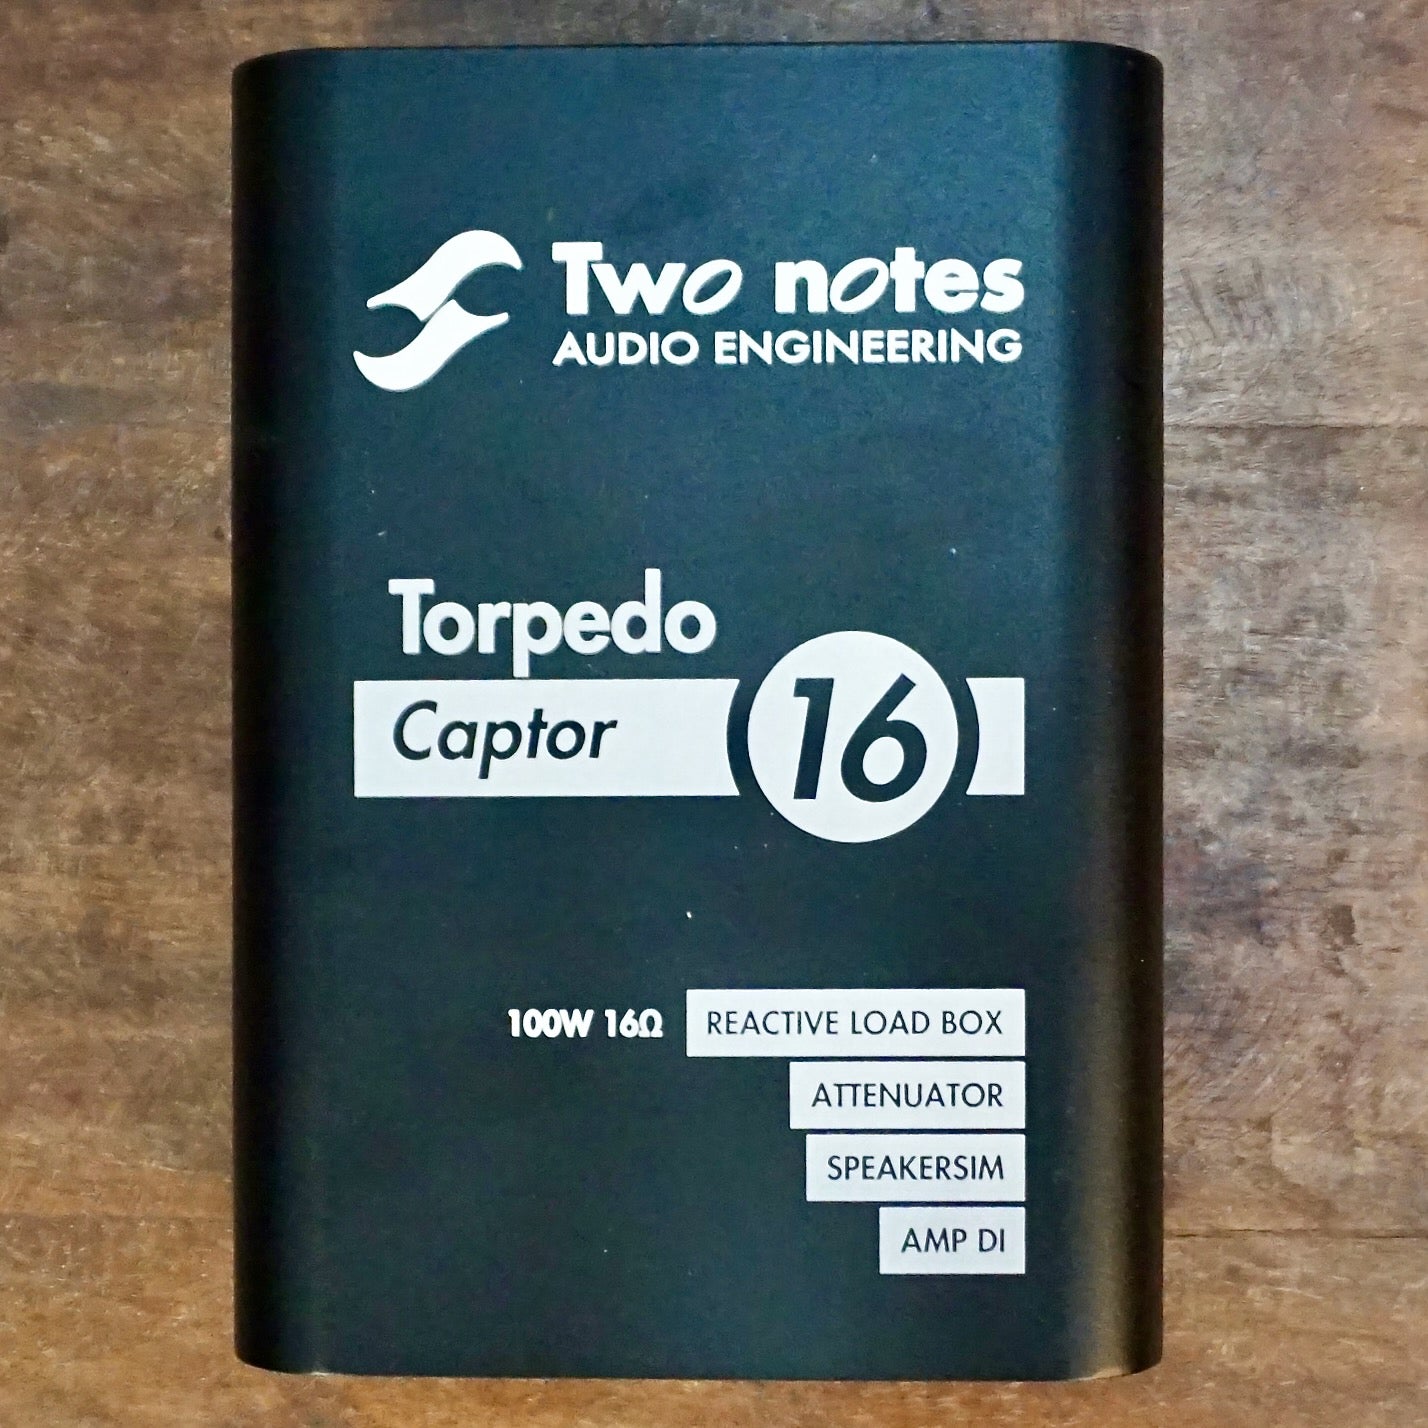 Two notes
AUDIO ENGINEERING
Torpedo
Captor 16
100W 16Ω REACTIVE LOAD BOX
ATTENUATOR
SPEAKERSIM
AMP DI